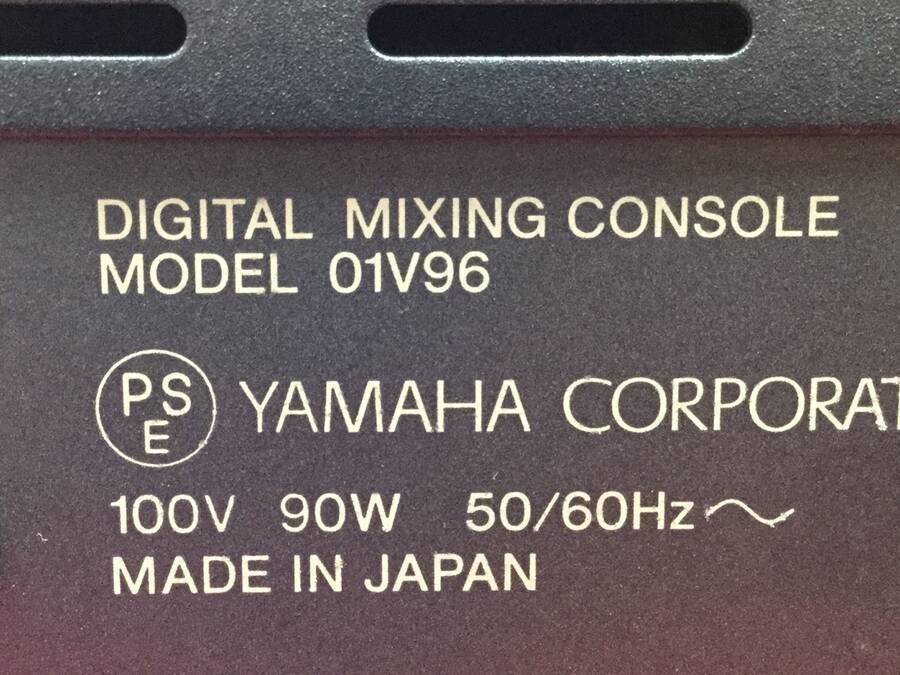 DIGITAL MIXING CONSOLE
MODEL 01V96
PS
E
YAMAHA CORPORAT
100V 90W 50/60Hz~
MADE IN JAPAN